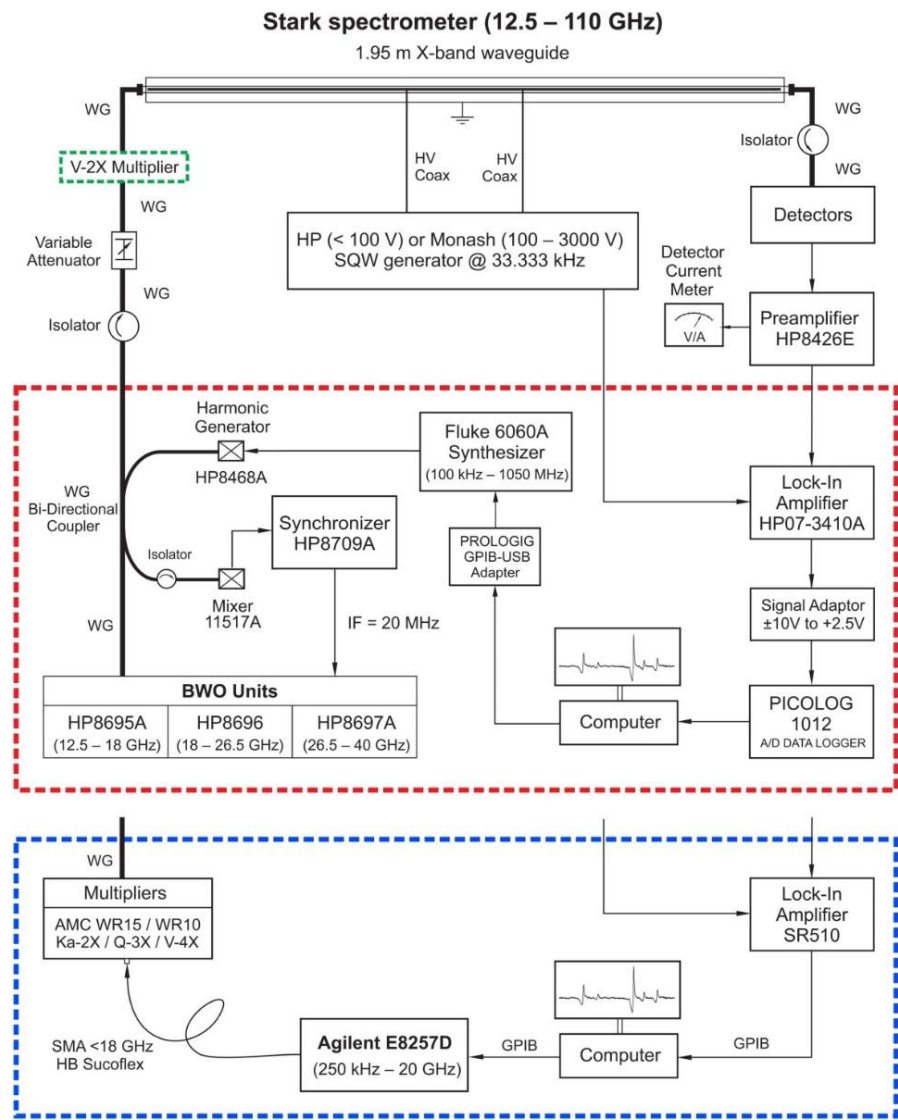 Stark spectrometer (12.5 – 110 GHz)
1.95 m X-band waveguide
WG
WG
Isolator
WG
V-2X Multiplier
HV
Coax
HV
Coax
Detectors
WG
Variable
Attenuator
HP (< 100 V) or Monash (100 – 3000 V)
SQW generator @ 33.333 kHz
Detector
Current
Meter
V/A
Preamplifier
HP8426E
WG
Isolator
Harmonic
Generator
HP8468A
Fluke 6060A
Synthesizer
(100 kHz – 1050 MHz)
Lock-In
Amplifier
HP07-3410A
WG
Bi-Directional
Coupler
Synchronizer
HP8709A
Isolator
Mixer
11517A
PROLOGIG
GPIB-USB
Adapter
Signal Adaptor
±10V to +2.5V
WG
IF = 20 MHz
BWO Units
HP8695A
(12.5 – 18 GHz)
HP8696
(18 – 26.5 GHz)
HP8697A
(26.5 – 40 GHz)
Computer
PICOLOG
1012
A/D DATA LOGGER
WG
Multipliers
AMC WR15 / WR10
Ka-2X / Q-3X / V-4X
Lock-In
Amplifier
SR510
SMA <18 GHz
HB Sucoflex
Agilent E8257D
(250 kHz – 20 GHz)
GPIB
Computer
GPIB